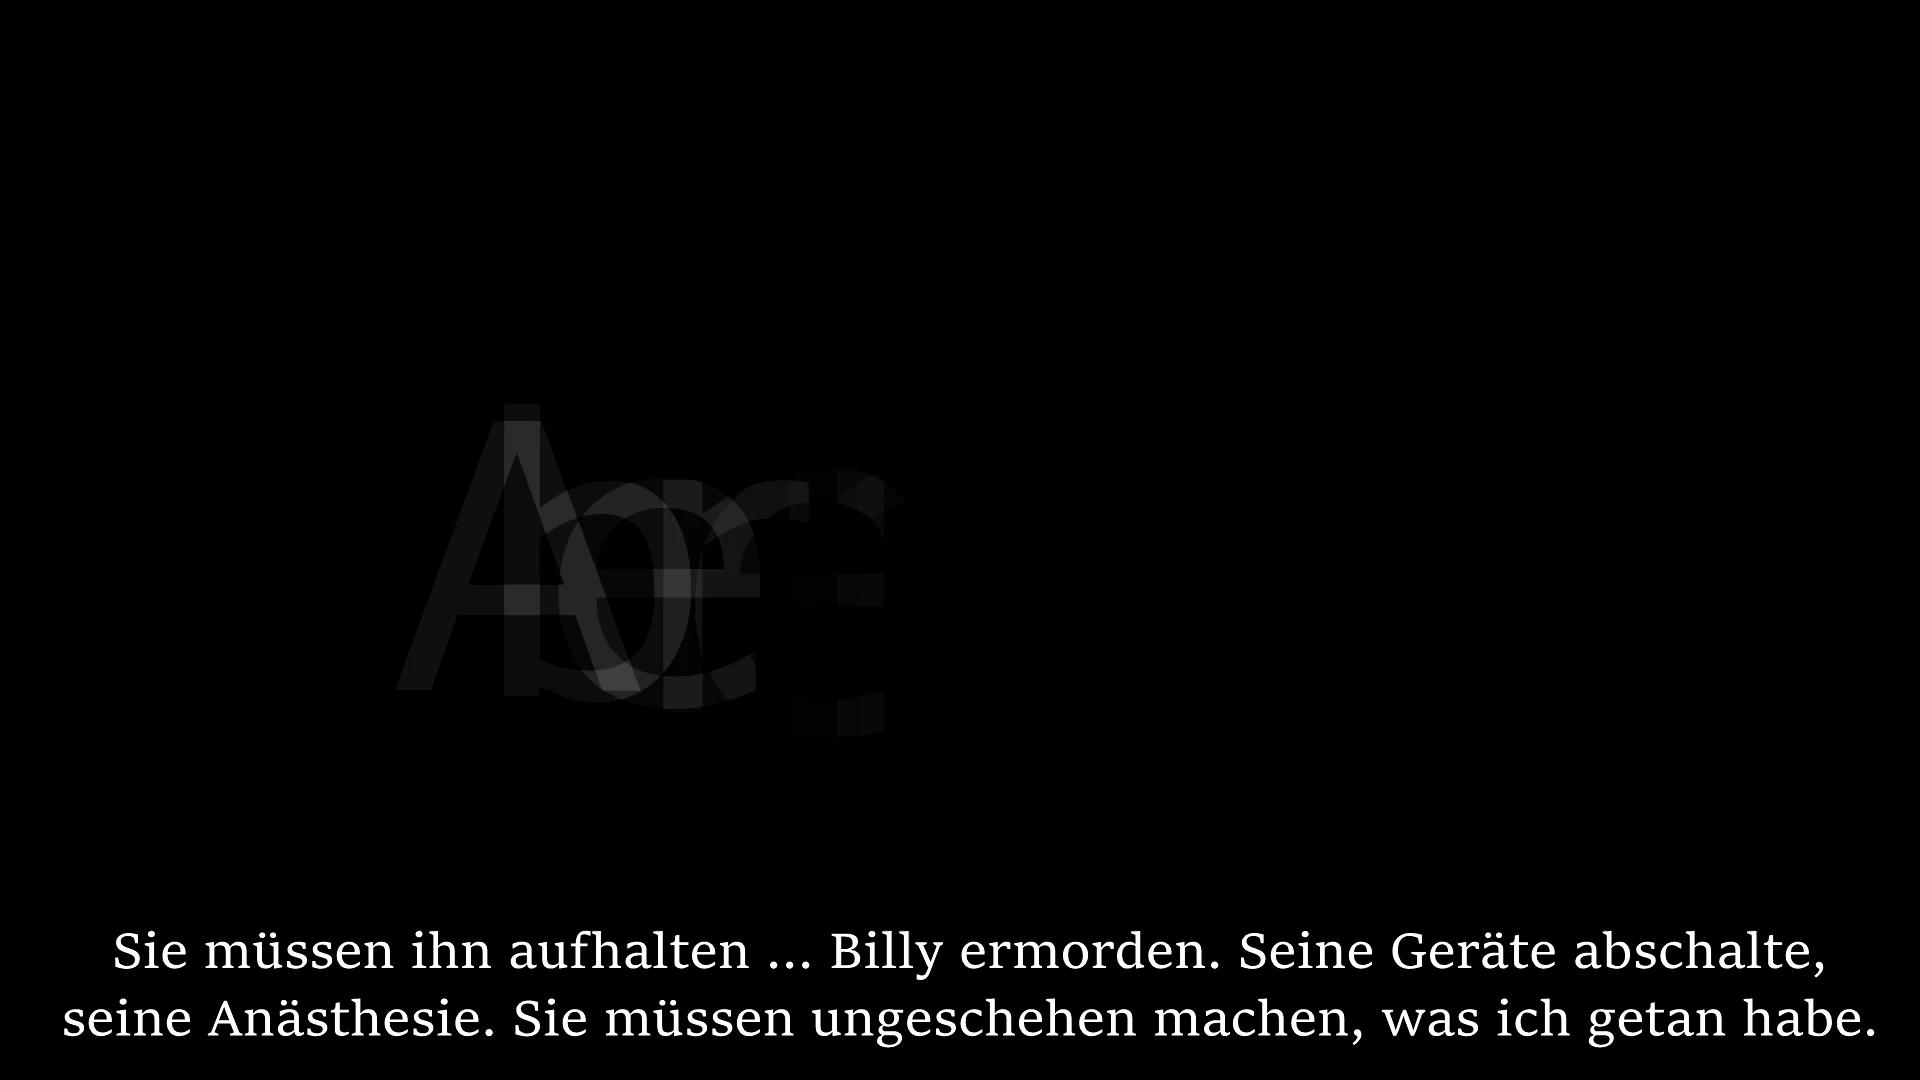 Sie müssen ihn aufhalten ... Billy ermorden. Seine Geräte abschalte,
seine Anästhesie. Sie müssen ungeschehen machen, was ich getan habe.